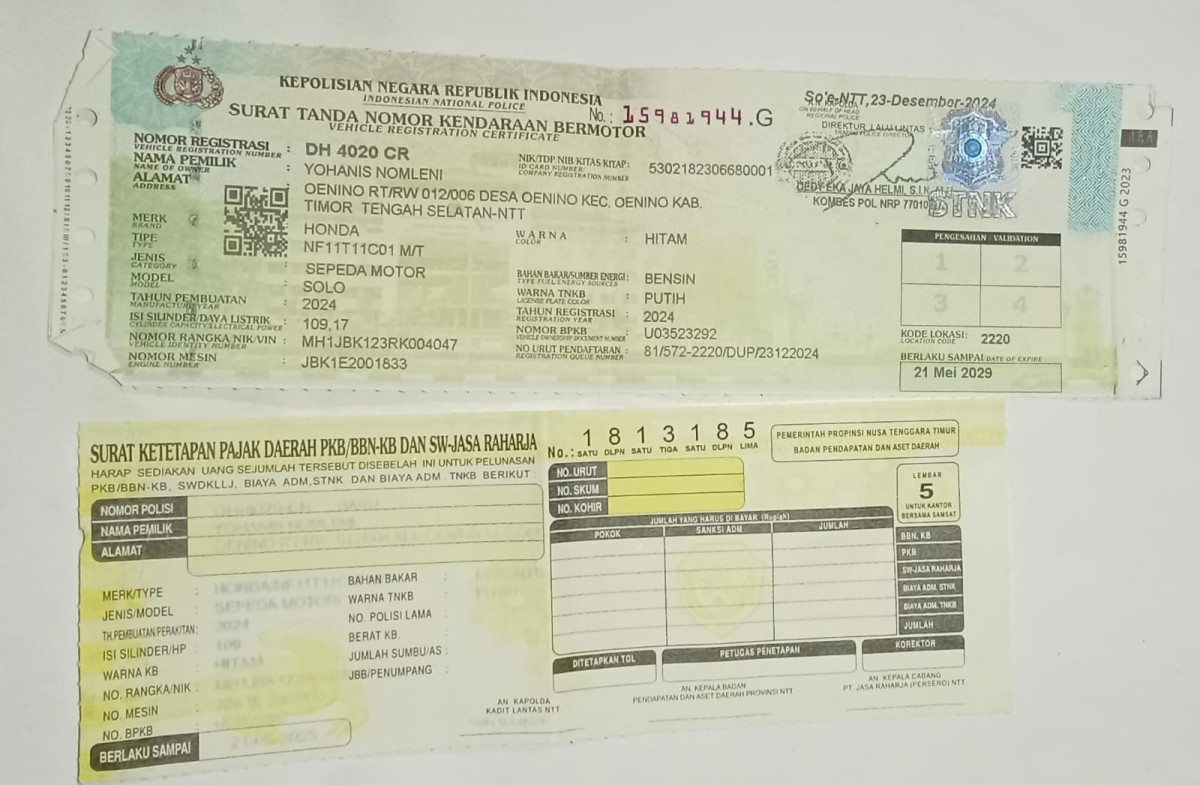 KEPOLISIAN NEGARA REPUBLIK INDONESIA
INDONESIAN NATIONAL POLICE
SURAT TANDA NOMOR KENDARAAN BERMOTOR
VEHICLE REGISTRATION CERTIFICATE
No.: 15981944.G
So'e-NTT, 23-Desember-2024
A.N. KAPOLDA
ON BEHALF OF HEAD
REGIONAL POLICE
DIREKTUR LALU LINTAS
TRAFFIC POLICE DIRECTOR
DEDY EKA JAYA HELMI, S.I.K.
KOMBES POL NRP 77010
STNK
NOMOR REGISTRASI : DH 4020 CR
VEHICLE REGISTRATION NUMBER
NAMA PEMILIK : YOHANIS NOMLENI
NAME OF OWNER
NIK/TDP NIB KITAS KITAP: 5302182306680001
ID CARD NUMBER/
COMPANY REGISTRATION NUMBER
ALAMAT : OENINO RT/RW 012/006 DESA OENINO KEC. OENINO KAB.
ADDRESS
TIMOR TENGAH SELATAN-NTT
MERK : HONDA
BRAND
WARNA : HITAM
COLOR
TIPE : NF11T11C01 M/T
TYPE
JENIS : SEPEDA MOTOR
CATEGORY
BAHAN BAKAR/SUMBER ENERGI : BENSIN
TYPE FUEL/ENERGY SOURCES
MODEL : SOLO
MODEL
WARNA TNKB : PUTIH
LICENSE PLATE COLOR
TAHUN PEMBUATAN : 2024
MANUFACTURE YEAR
TAHUN REGISTRASI : 2024
REGISTRATION YEAR
ISI SILINDER/DAYA LISTRIK : 109,17
CYLINDER CAPACITY/ELECTRICAL POWER
NOMOR BPKB : U03523292
VEHICLE OWNERSHIP DOCUMENT NUMBER
NOMOR RANGKA/NIK/VIN : MH1JBK123RK004047
VEHICLE IDENTITY NUMBER
NO URUT PENDAFTARAN : 81/572-2220/DUP/23122024
REGISTRATION QUEUE NUMBER
NOMOR MESIN : JBK1E2001833
ENGINE NUMBER
PENGESAHAN / VALIDATION
1 2
3 4
KODE LOKASI: 2220
LOCATION CODE
BERLAKU SAMPAI/DATE OF EXPIRE
21 Mei 2029
15981944 G 2023
SURAT KETETAPAN PAJAK DAERAH PKB/BBN-KB DAN SW-JASA RAHARJA
HARAP SEDIAKAN UANG SEJUMLAH TERSEBUT DISEBELAH INI UNTUK PELUNASAN
PKB/BBN-KB, SWDKLLJ, BIAYA ADM,STNK DAN BIAYA ADM TNKB BERIKUT :
No.: 1 8 1 3 1 8 5
SATU DLPN SATU TIGA SATU DLPN LIMA
PEMERINTAH PROPINSI NUSA TENGGARA TIMUR
BADAN PENDAPATAN DAN ASET DAERAH
NO. URUT
NO. SKUM
NO. KOHIR
LEMBAR
5
UNTUK KANTOR
BERSAMA SAMSAT
NOMOR POLISI
NAMA PEMILIK
ALAMAT
JUMLAH YANG HARUS DI BAYAR (Rupiah)
POKOK SANKSI ADM JUMLAH
BBN. KB
PKB
SW-JASA RAHARJA
BIAYA ADM. STNK
BIAYA ADM. TNKB
JUMLAH
MERK/TYPE :
JENIS/MODEL :
TH.PEMBUATAN/PERAKITAN:
ISI SILINDER/HP :
WARNA KB :
NO. RANGKA/NIK :
NO. MESIN :
NO. BPKB :
BERLAKU SAMPAI
BAHAN BAKAR :
WARNA TNKB :
NO. POLISI LAMA :
BERAT KB. :
JUMLAH SUMBU/AS :
JBB/PENUMPANG :
DITETAPKAN TGL
PETUGAS PENETAPAN
KOREKTOR
AN. KAPOLDA
KADIT LANTAS NTT
AN. KEPALA BADAN
PENDAPATAN DAN ASET DAERAH PROVINSI NTT
AN. KEPALA CABANG
PT. JASA RAHARJA (PERSERO) NTT